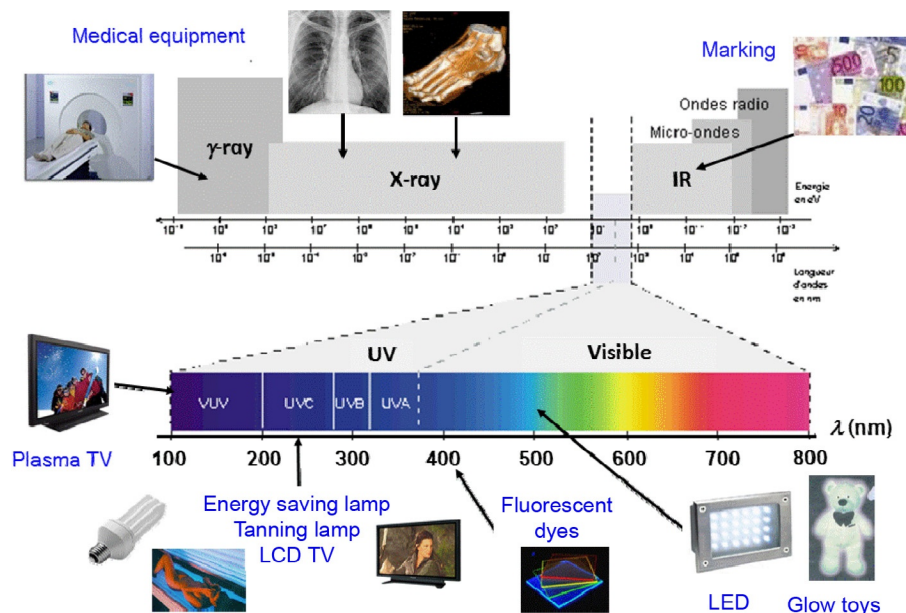 Medical equipment
Marking
Ondes radio
Micro-ondes
γ-ray
X-ray
IR
Energie
en eV
Longueur
d'ondes
en nm
UV
Visible
VUV
UVC
UVB
UVA
100 200 300 400 500 600 700 800
λ (nm)
Plasma TV
Energy saving lamp
Tanning lamp
LCD TV
Fluorescent
dyes
LED
Glow toys